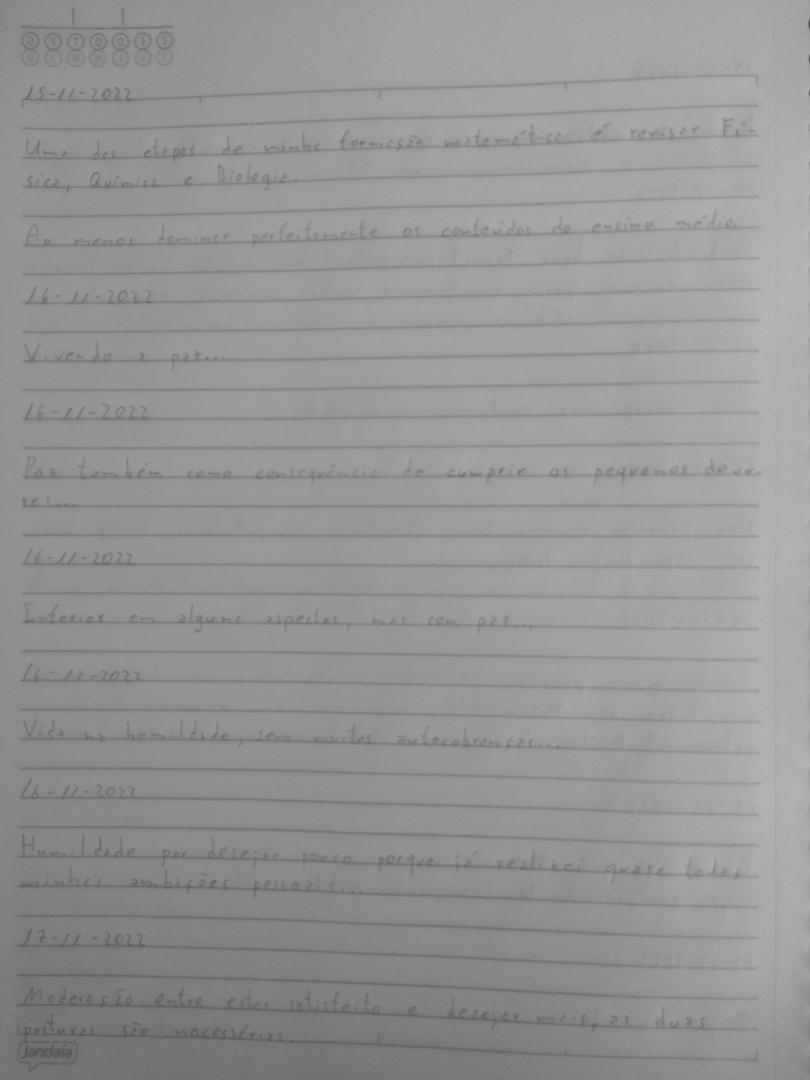 D S T Q Q S S
D L M M J V S
15-11-2022
Uma das etapas de minha formação matemática é revisar Fí-
sica, Química e Biologia.
Ao menos dominar perfeitamente os conteúdos do ensino médio.
16-11-2022
Vivendo a paz...
16-11-2022
Paz também como consequência de cumprir os pequenos deve-
res...
16-11-2022
Inferior em alguns aspectos, mas com paz...
16-11-2022
Vida na humildade, sem muitas autocobranças...
16-11-2022
Humildade por desejar pouco porque já realizei quase todas
minhas ambições pessoais...
17-11-2022
Moderação entre estar satisfeito e desejar mais, as duas
posturas são necessárias.
jandaia